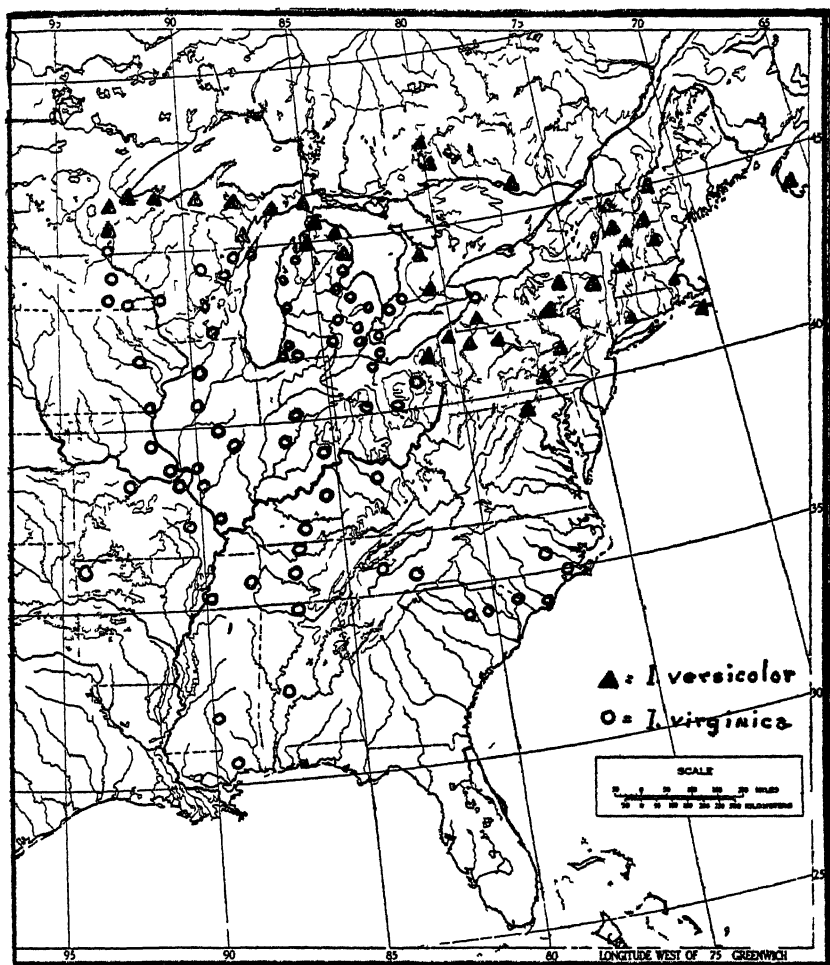 95 90 85 80 75 70 65
45
40
35
30
25
▲ = I. versicolor
O = I. virginica
SCALE
95 90 85 80
LONGITUDE WEST OF 75 GREENWICH